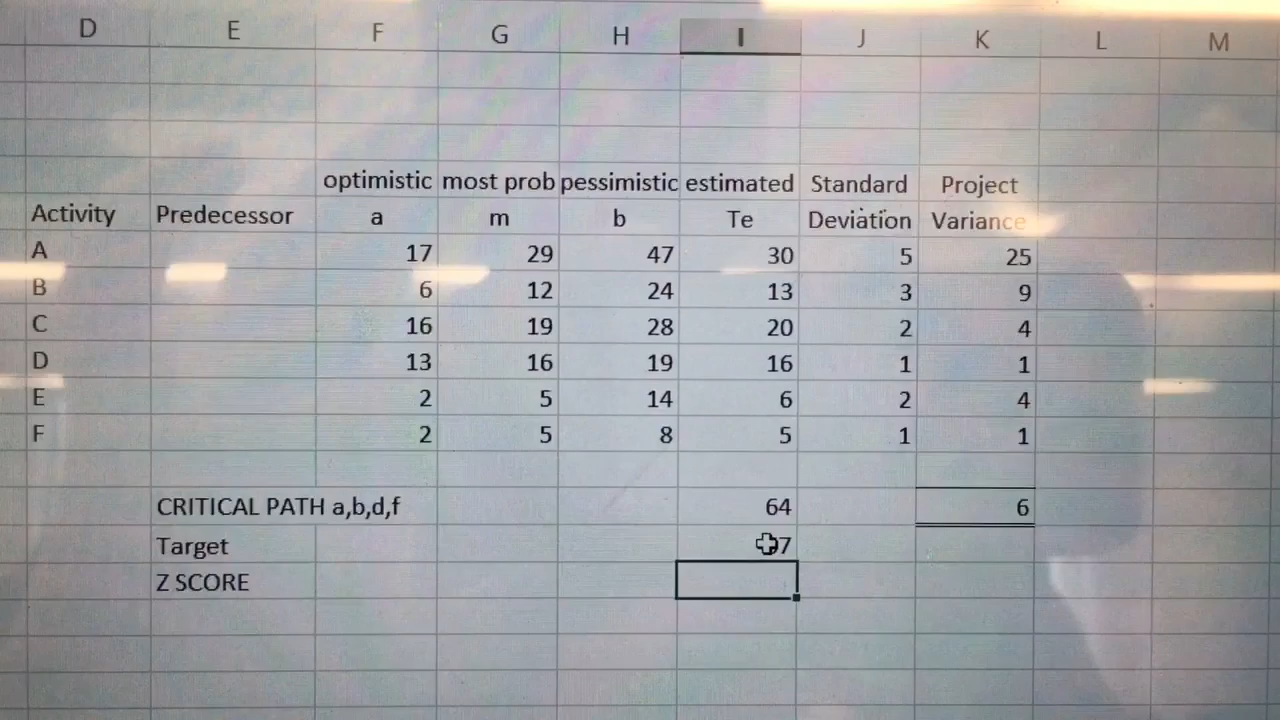 D E F G H I J K L M
optimistic most prob pessimistic estimated Standard Project
Activity Predecessor a m b Te Deviation Variance
A 17 29 47 30 5 25
B 6 12 24 13 3 9
C 16 19 28 20 2 4
D 13 16 19 16 1 1
E 2 5 14 6 2 4
F 2 5 8 5 1 1
CRITICAL PATH a,b,d,f 64 6
Target
Z SCORE